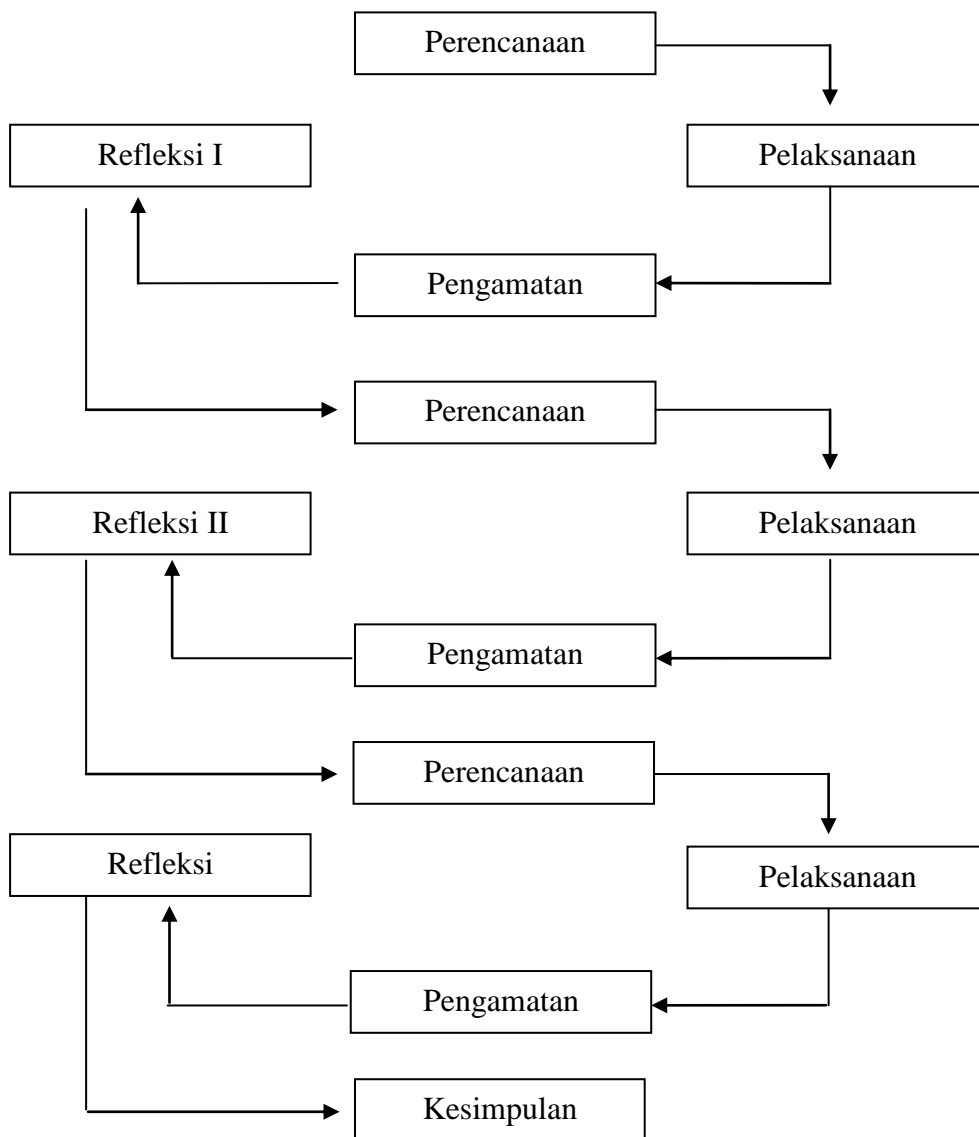 Perencanaan
Refleksi I
Pelaksanaan
Pengamatan
Perencanaan
Refleksi II
Pelaksanaan
Pengamatan
Perencanaan
Refleksi
Pelaksanaan
Pengamatan
Kesimpulan